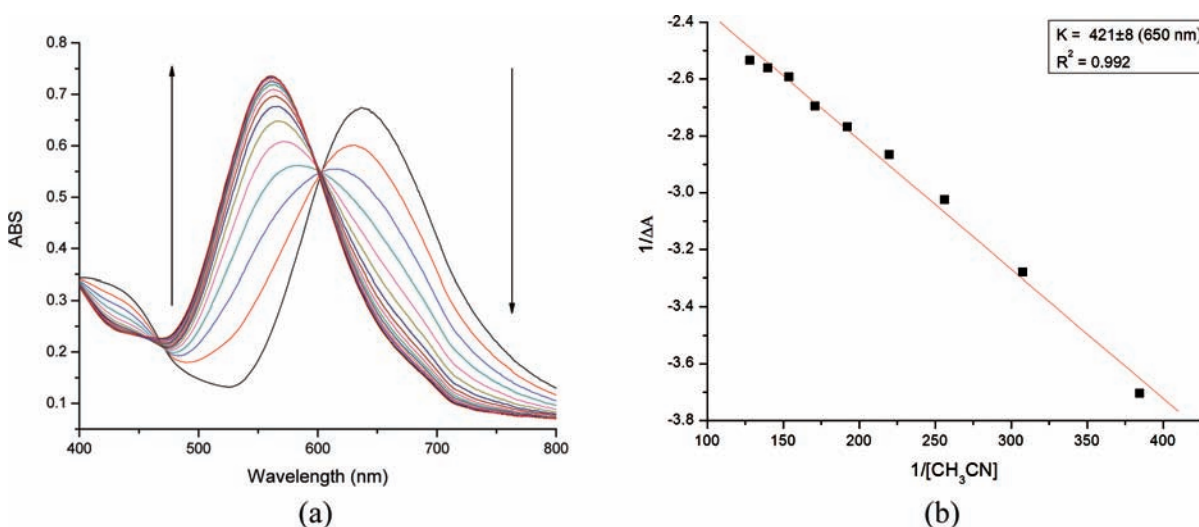 0.8
0.7
0.6
0.5
0.4
0.3
0.2
0.1
ABS
400 500 600 700 800
Wavelength (nm)
(a)
-2.4
-2.6
-2.8
-3.0
-3.2
-3.4
-3.6
-3.8
1/ΔA
K = 421±8 (650 nm)
R² = 0.992
100 150 200 250 300 350 400
1/[CH₃CN]
(b)